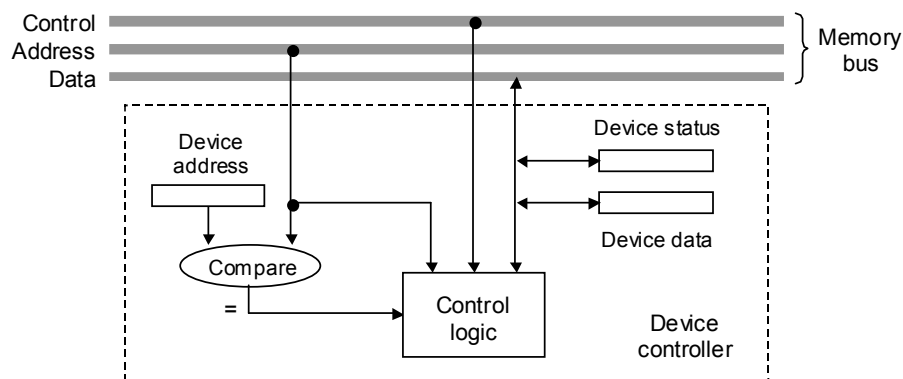 Control
Address
Data
Memory
bus
Device
address
Device status
Device data
Compare
=
Control
logic
Device
controller